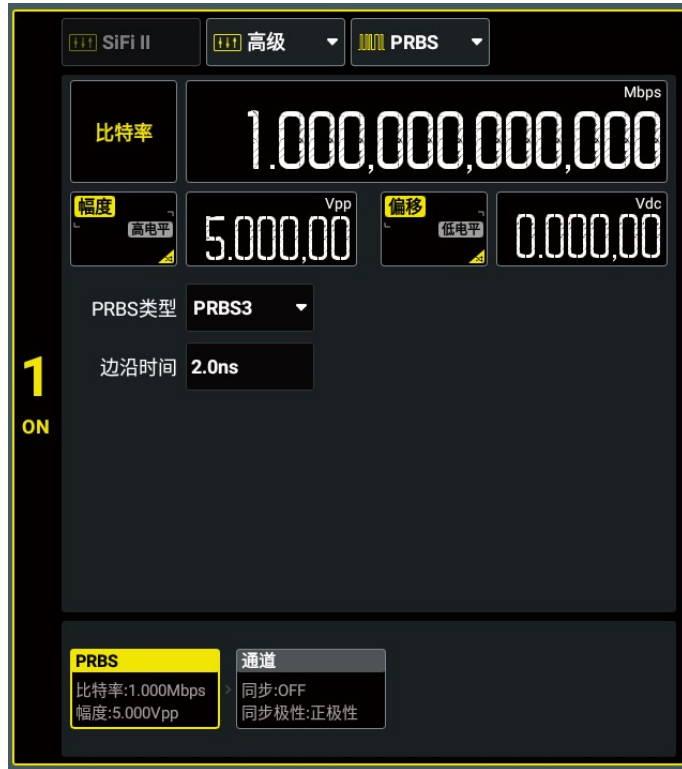 SiFi II 高级 PRBS
Mbps
比特率 1.000,000,000,000
幅度 高电平 5.000,00 Vpp 偏移 低电平 0.000,00 Vdc
PRBS类型 PRBS3
边沿时间 2.0ns
1
ON
PRBS
比特率:1.000Mbps
幅度:5.000Vpp
>
通道
同步:OFF
同步极性:正极性